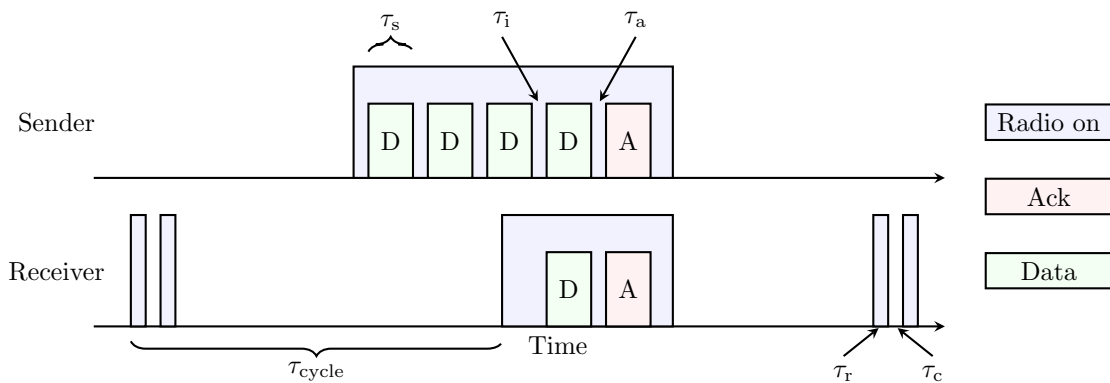 τs τi τa
Sender D D D D A Radio on
Ack
Receiver D A Data
τcycle Time τr τc